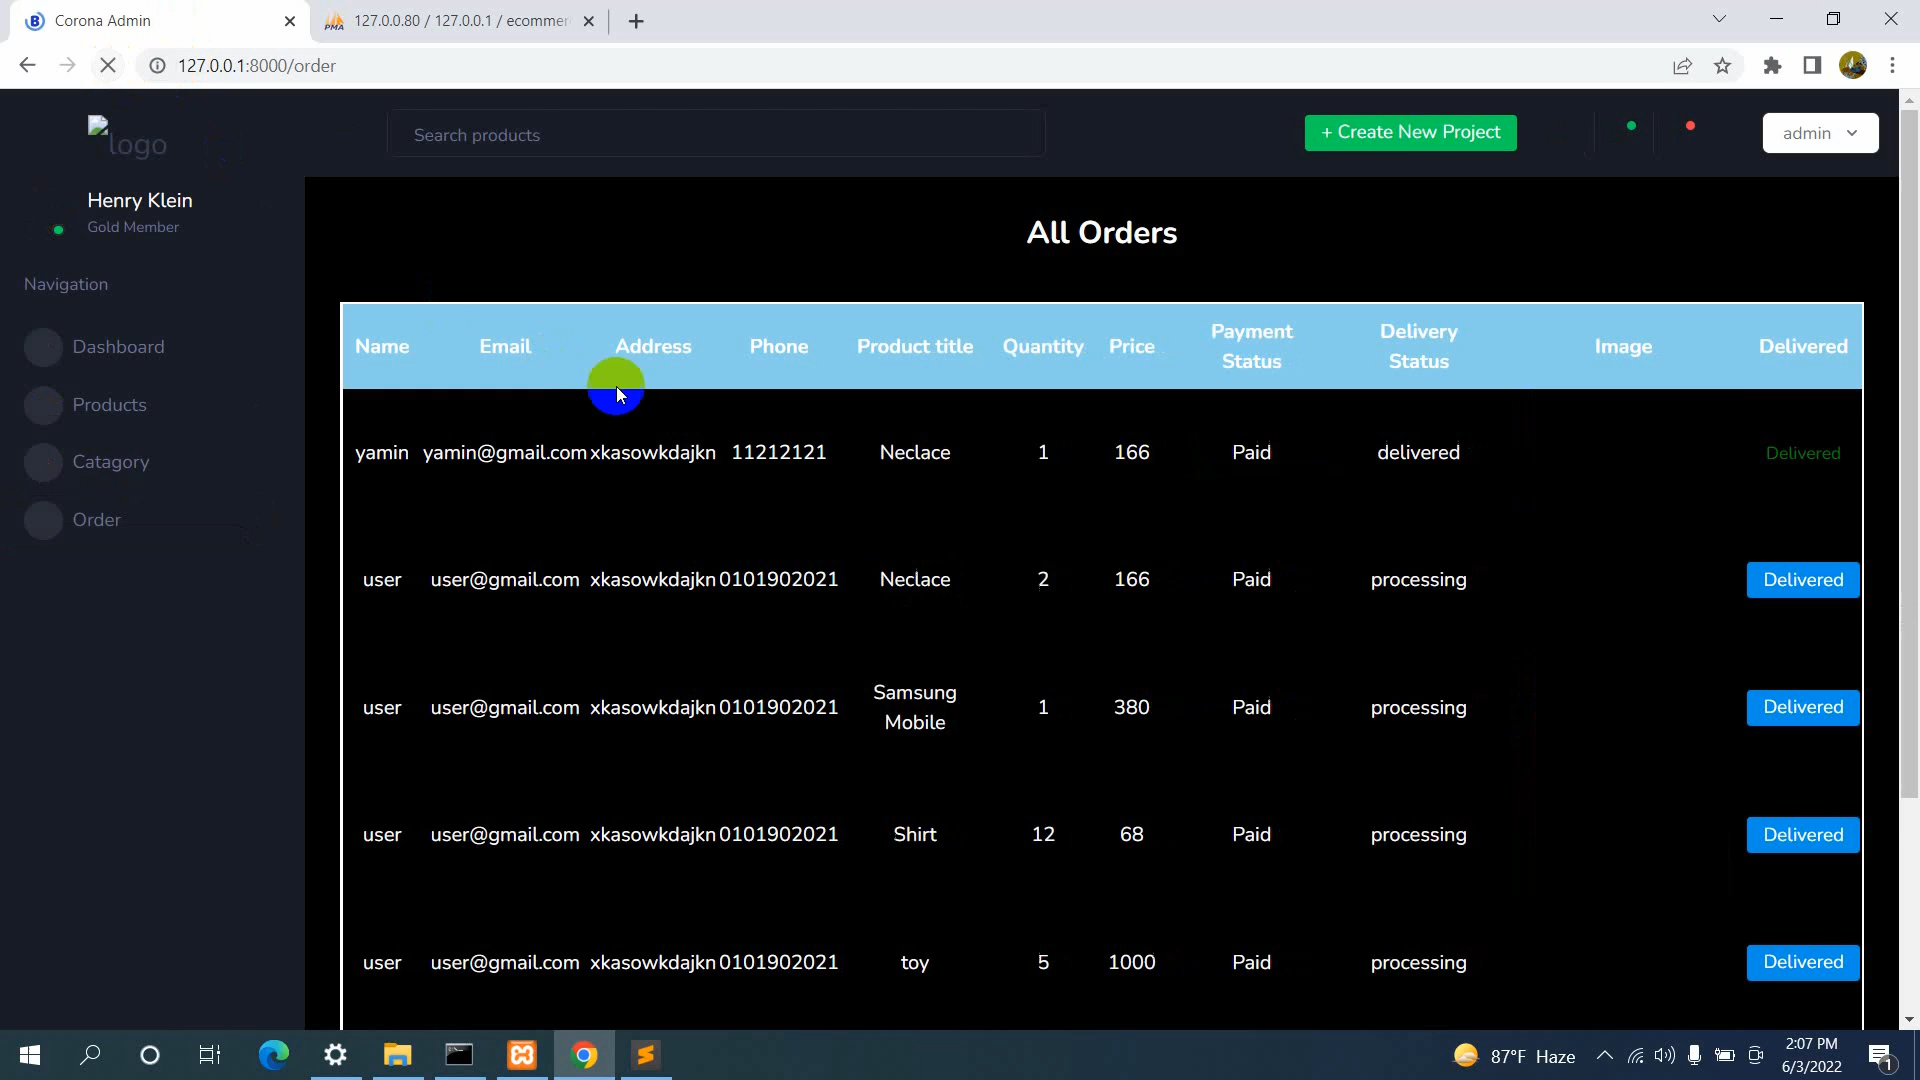 Corona Admin
127.0.0.80 / 127.0.0.1 / ecommer
127.0.0.1:8000/order
logo
Search products
+ Create New Project
admin
Henry Klein
Gold Member
Navigation
Dashboard
Products
Catagory
Order
All Orders
Name Email Address Phone Product title Quantity Price Payment Status Delivery Status Image Delivered
yamin yamin@gmail.com xkasowkdajkn 11212121 Neclace 1 166 Paid delivered Delivered
user user@gmail.com xkasowkdajkn 0101902021 Neclace 2 166 Paid processing Delivered
user user@gmail.com xkasowkdajkn 0101902021 Samsung Mobile 1 380 Paid processing Delivered
user user@gmail.com xkasowkdajkn 0101902021 Shirt 12 68 Paid processing Delivered
user user@gmail.com xkasowkdajkn 0101902021 toy 5 1000 Paid processing Delivered
87°F Haze
2:07 PM
6/3/2022
1